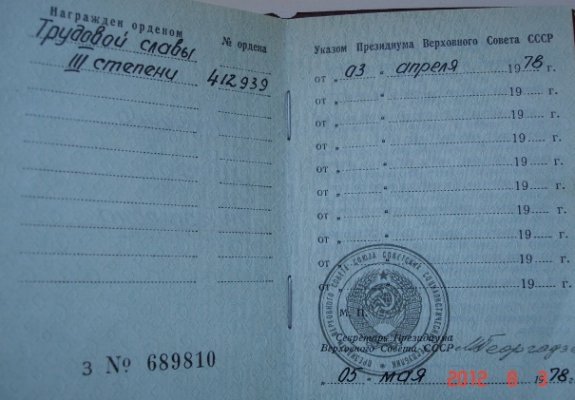 Награжден орденом
№ ордена
Трудовой славы
III степени
412939
З № 689810
Указом Президиума Верховного Совета СССР
от „ 03 “ апреля 1978 г.
от „ “ 19 г.
от „ “ 19 г.
от „ “ 19 г.
от „ “ 19 г.
от „ “ 19 г.
от „ “ 19 г.
от „ “ 19 г.
от „ “ 19 г.
от „ “ 19 г.
М. П.
Секретарь Президиума
Верховного Совета СССР
М Георгадзе
„ 05 - мая 1978 г.
2012 8 3